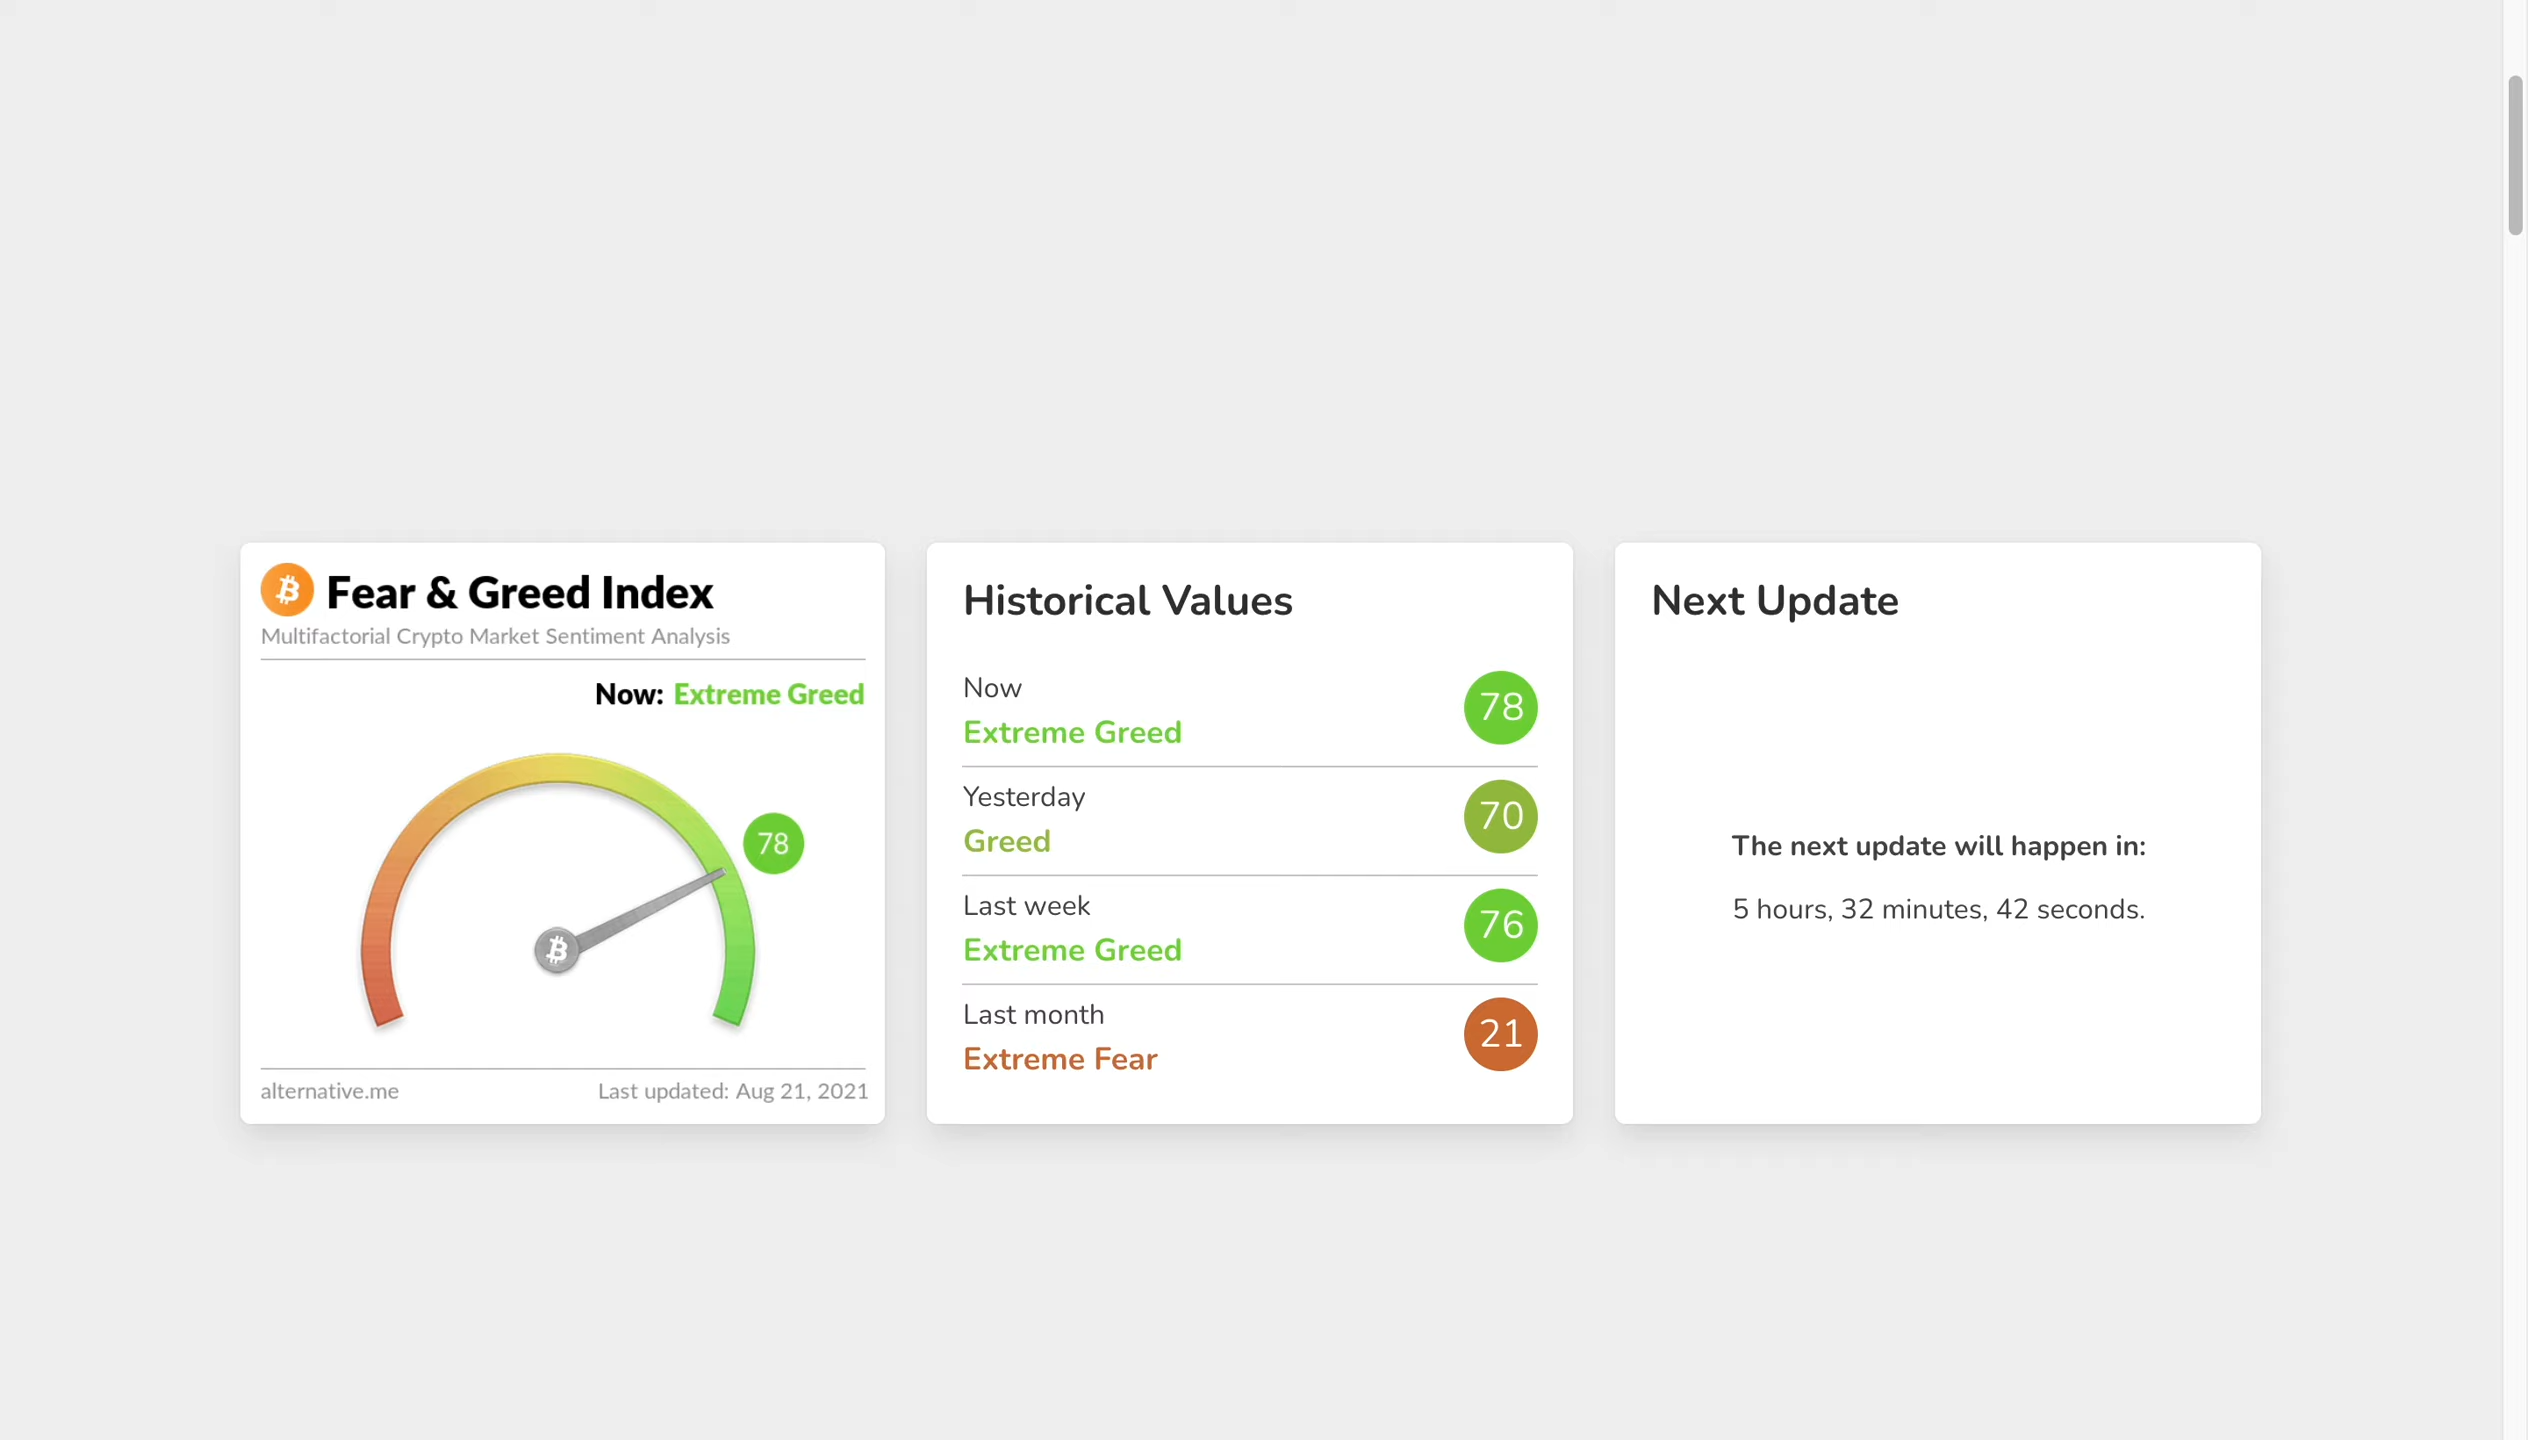 Fear & Greed Index
Multifactorial Crypto Market Sentiment Analysis
Now: Extreme Greed
78
alternative.me
Last updated: Aug 21, 2021
Historical Values
Now
Extreme Greed
78
Yesterday
Greed
70
Last week
Extreme Greed
76
Last month
Extreme Fear
21
Next Update
The next update will happen in:
5 hours, 32 minutes, 42 seconds.